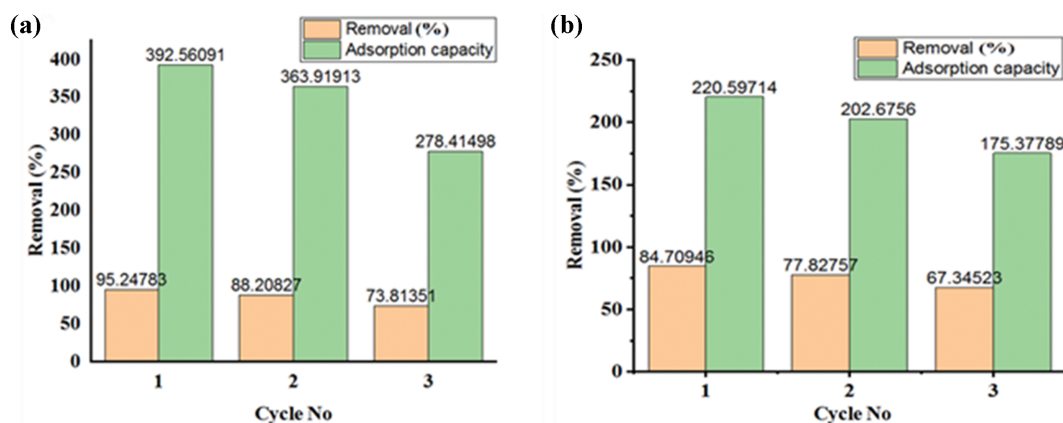 (a)
Removal (%)
Adsorption capacity
400
350
300
250
200
150
100
50
0
Removal (%)
392.56091
363.91913
278.41498
95.24783
88.20827
73.81351
1 2 3
Cycle No
(b)
Removal (%)
Adsorption capacity
250
200
150
100
50
0
Removal (%)
220.59714
202.6756
175.37789
84.70946
77.82757
67.34523
1 2 3
Cycle No